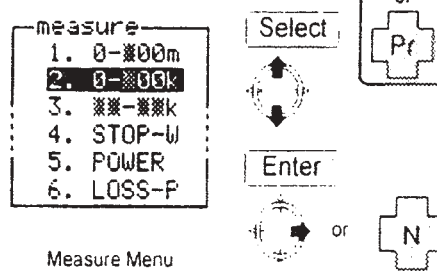 or
measure
Select
Pr
1. 0-※00m
2. 0-※00k
3. ※※-※※k
4. STOP-W
5. POWER
6. LOSS-P
Enter
or
N
Measure Menu